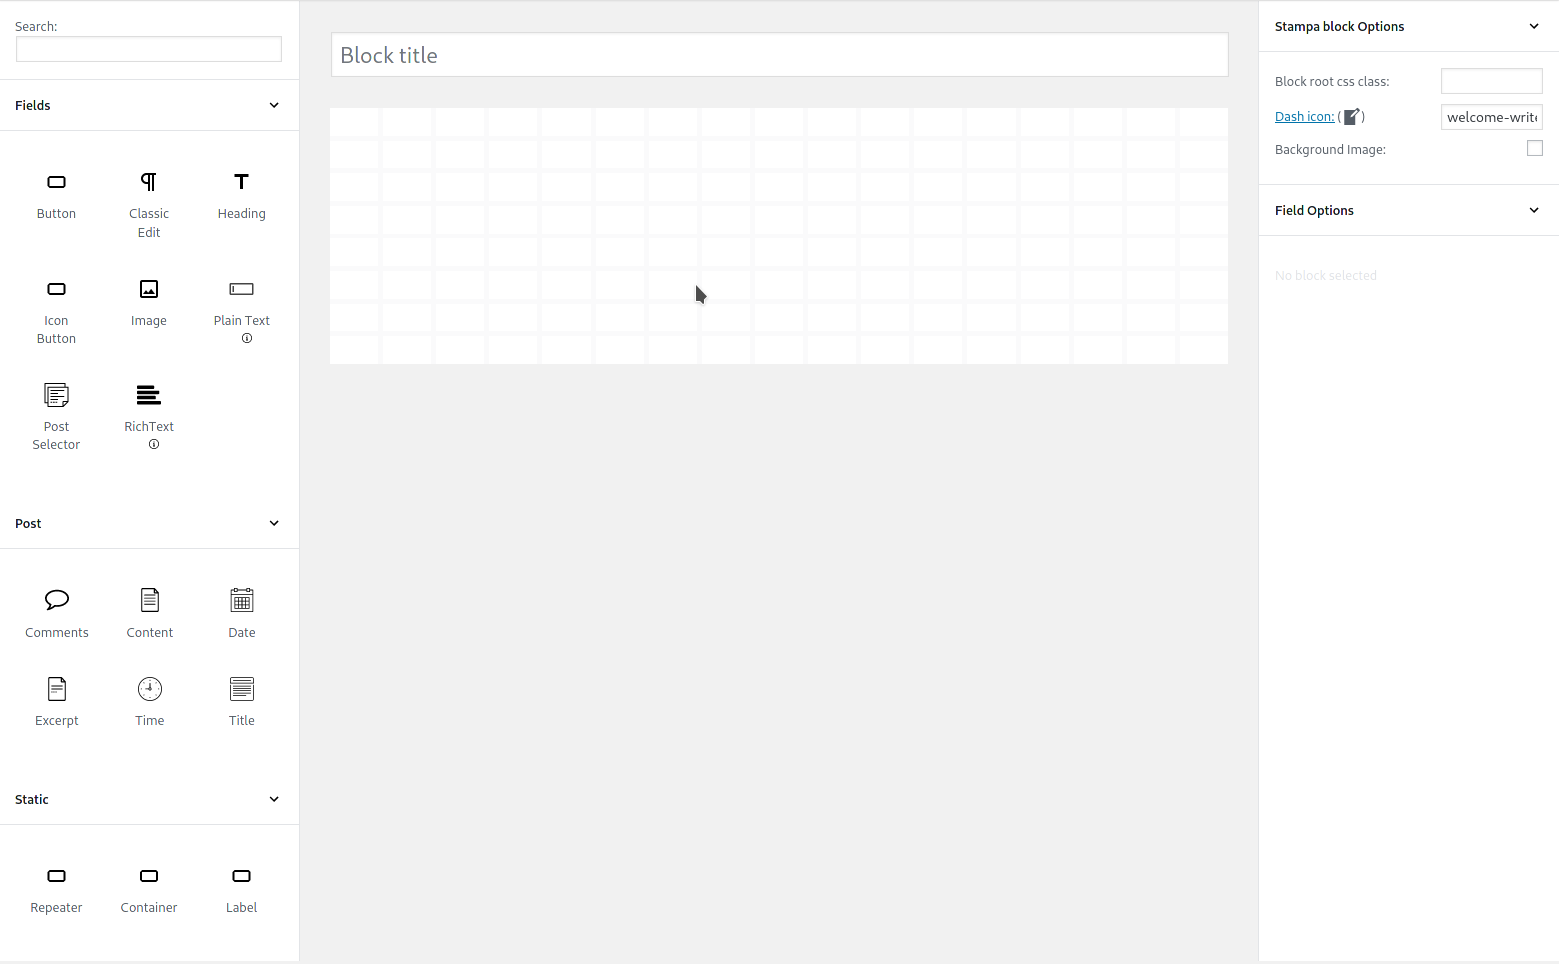 Search:
Fields
Button
Classic
Edit
Heading
Icon
Button
Image
Plain Text
Post
Selector
RichText
Post
Comments
Content
Date
Excerpt
Time
Title
Static
Repeater
Container
Label
Block title
Stampa block Options
Block root css class:
Dash icon: ( )
welcome-write
Background Image:
Field Options
No block selected